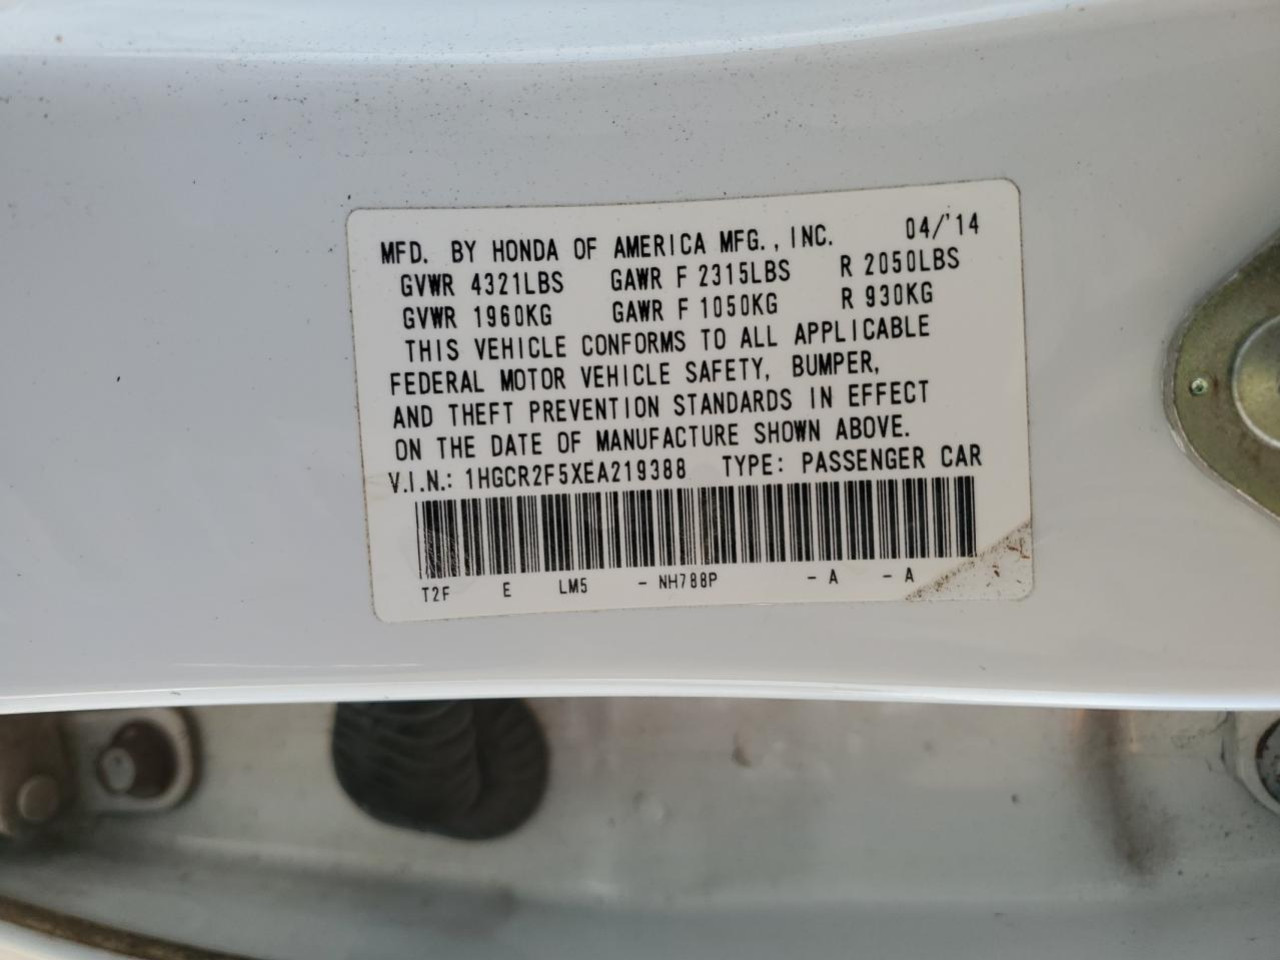 MFD. BY HONDA OF AMERICA MFG., INC. 04/'14
GVWR 4321LBS GAWR F 2315LBS R 2050LBS
GVWR 1960KG GAWR F 1050KG R 930KG
THIS VEHICLE CONFORMS TO ALL APPLICABLE
FEDERAL MOTOR VEHICLE SAFETY, BUMPER,
AND THEFT PREVENTION STANDARDS IN EFFECT
ON THE DATE OF MANUFACTURE SHOWN ABOVE.
V.I.N.: 1HGCR2F5XEA219388 TYPE: PASSENGER CAR
T2F E LM5 - NH788P - A - A